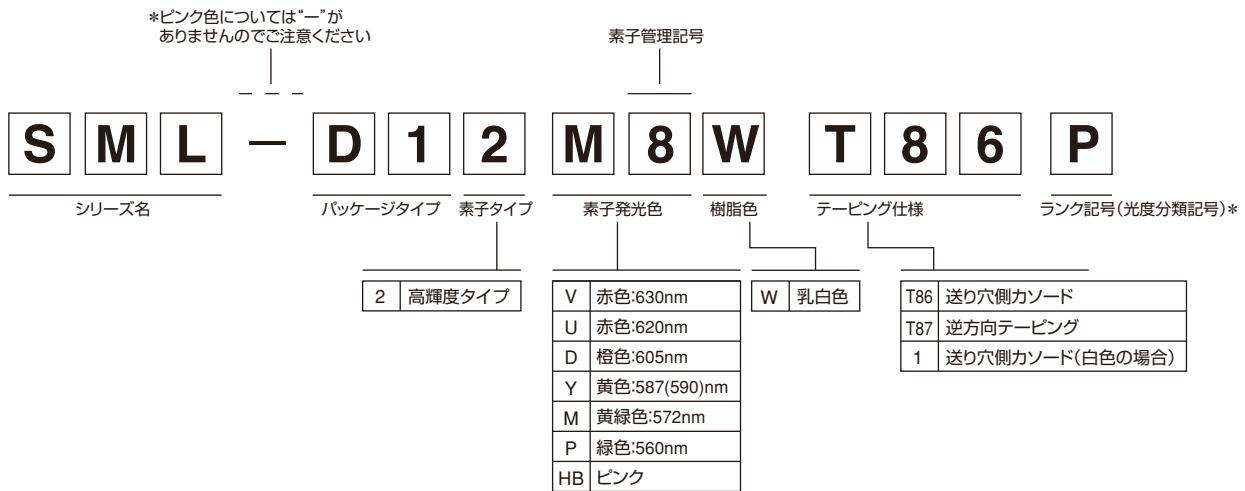 *ピンク色については“ー”が
ありませんのでご注意ください
素子管理記号
S M L － D 1 2 M 8 W T 8 6 P
シリーズ名 パッケージタイプ 素子タイプ 素子発光色 樹脂色 テーピング仕様 ランク記号(光度分類記号)*
2 高輝度タイプ
V 赤色:630nm
U 赤色:620nm
D 橙色:605nm
Y 黄色:587(590)nm
M 黄緑色:572nm
P 緑色:560nm
HB ピンク
W 乳白色
T86 送り穴側カソード
T87 逆方向テーピング
1 送り穴側カソード(白色の場合)